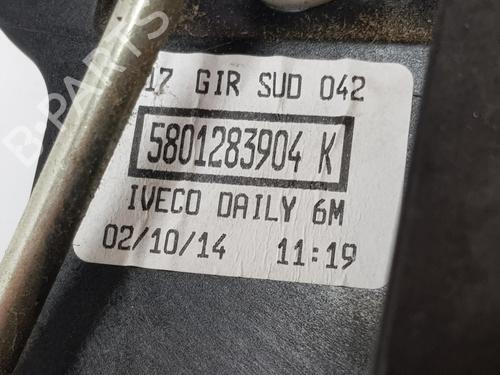 17 GIR SUD 042
5801283904 K
IVECO DAILY 6M
02/10/14 11:19
B-PARTS